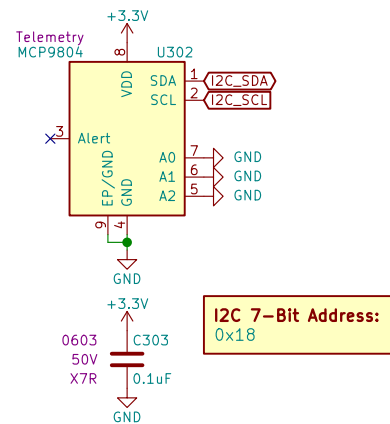 +3.3V
Telemetry
MCP9804
U302
8
VDD
SDA 1 I2C_SDA
SCL 2 I2C_SCL
3 Alert
A0 7 GND
A1 6 GND
A2 5 GND
EP/GND
GND
9
4
GND
+3.3V
0603 C303
50V
X7R 0.1uF
GND
I2C 7-Bit Address:
0x18